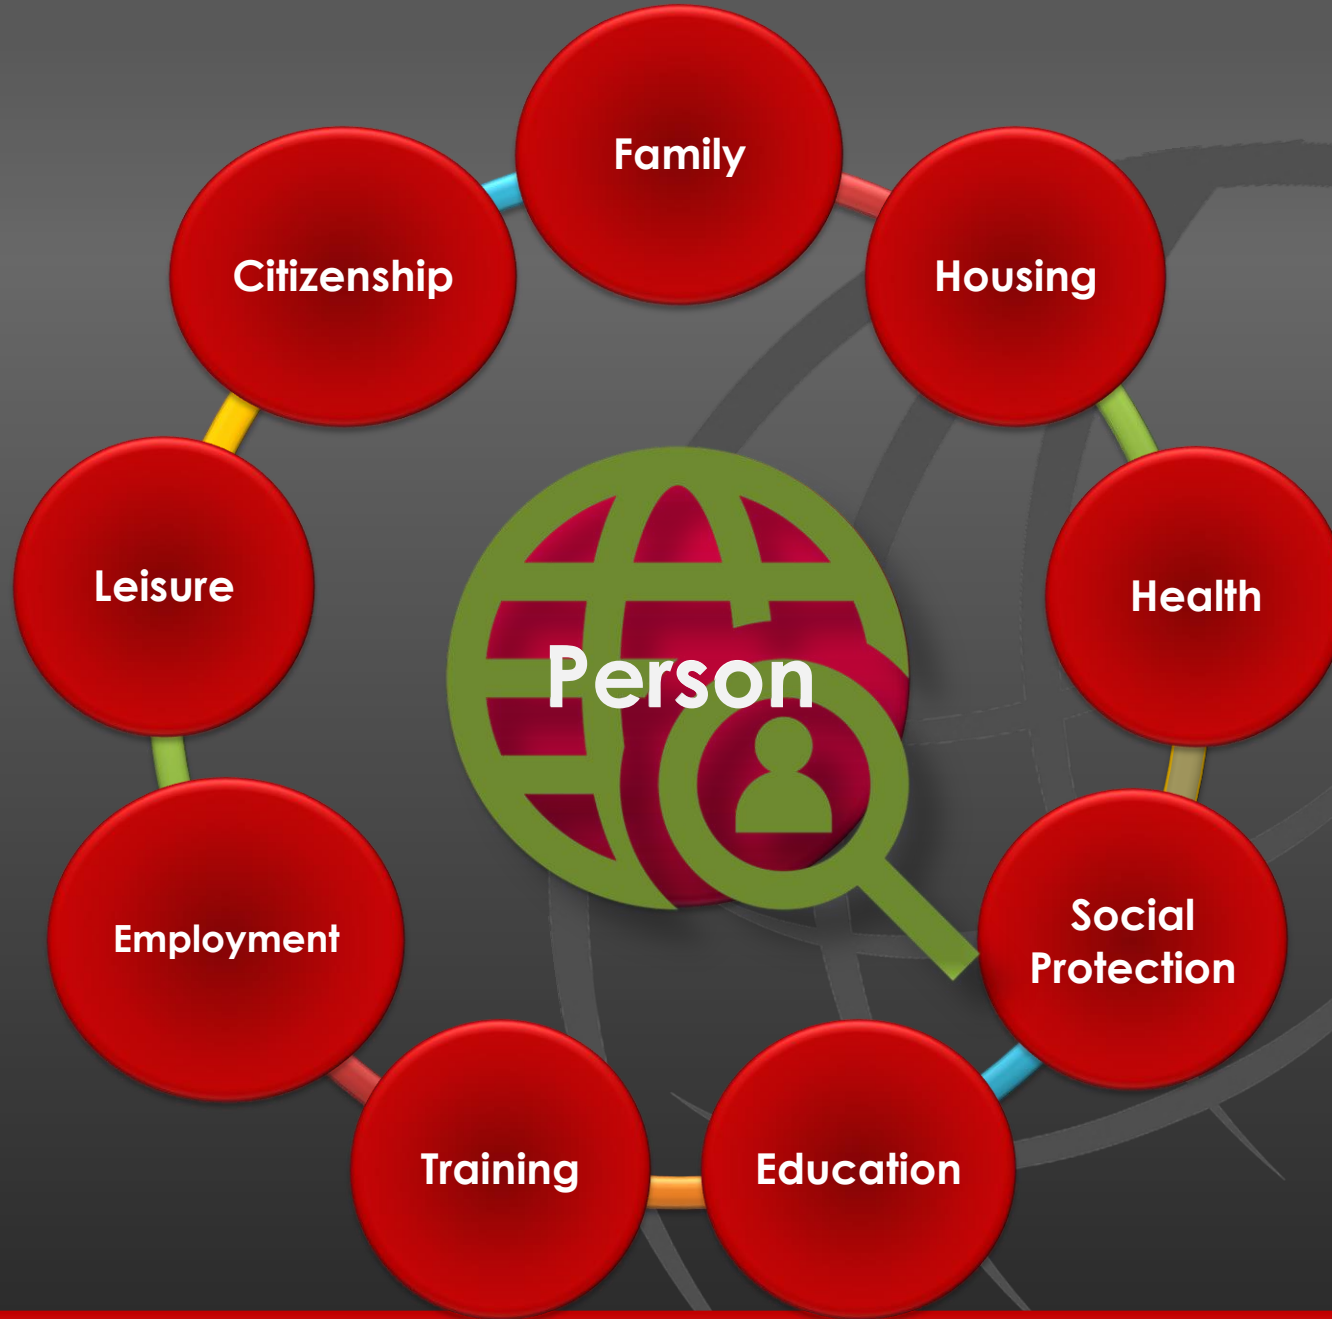 Family
Housing
Health
Social
Protection
Education
Training
Employment
Leisure
Citizenship
Person